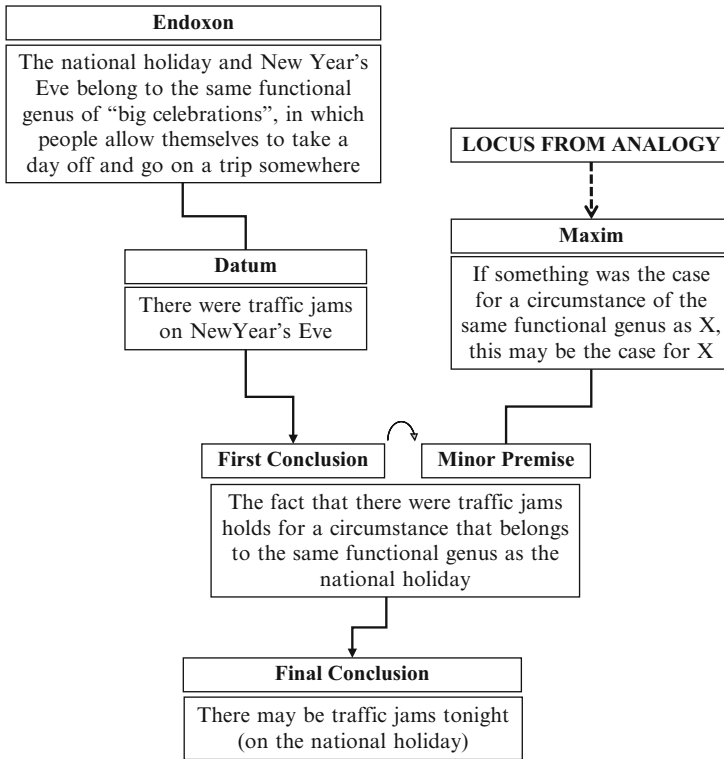 Endoxon
The national holiday and New Year’s
Eve belong to the same functional
genus of “big celebrations”, in which
people allow themselves to take a
day off and go on a trip somewhere
LOCUS FROM ANALOGY
Maxim
If something was the case
for a circumstance of the
same functional genus as X,
this may be the case for X
Datum
There were traffic jams
on NewYear’s Eve
First Conclusion
Minor Premise
The fact that there were traffic jams
holds for a circumstance that belongs
to the same functional genus as the
national holiday
Final Conclusion
There may be traffic jams tonight
(on the national holiday)